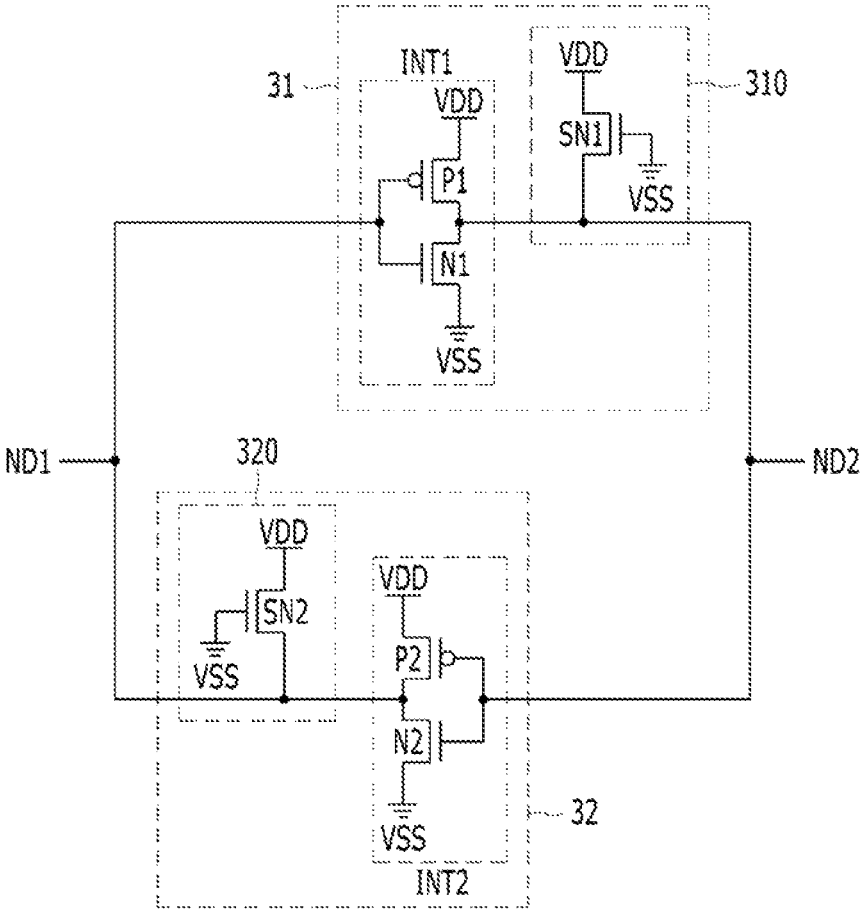 INT1
31
VDD
310
VDD
SN1
P1
VSS
N1
VSS
ND1
ND2
320
VDD
SN2
VDD
VSS
P2
N2
VSS
32
INT2